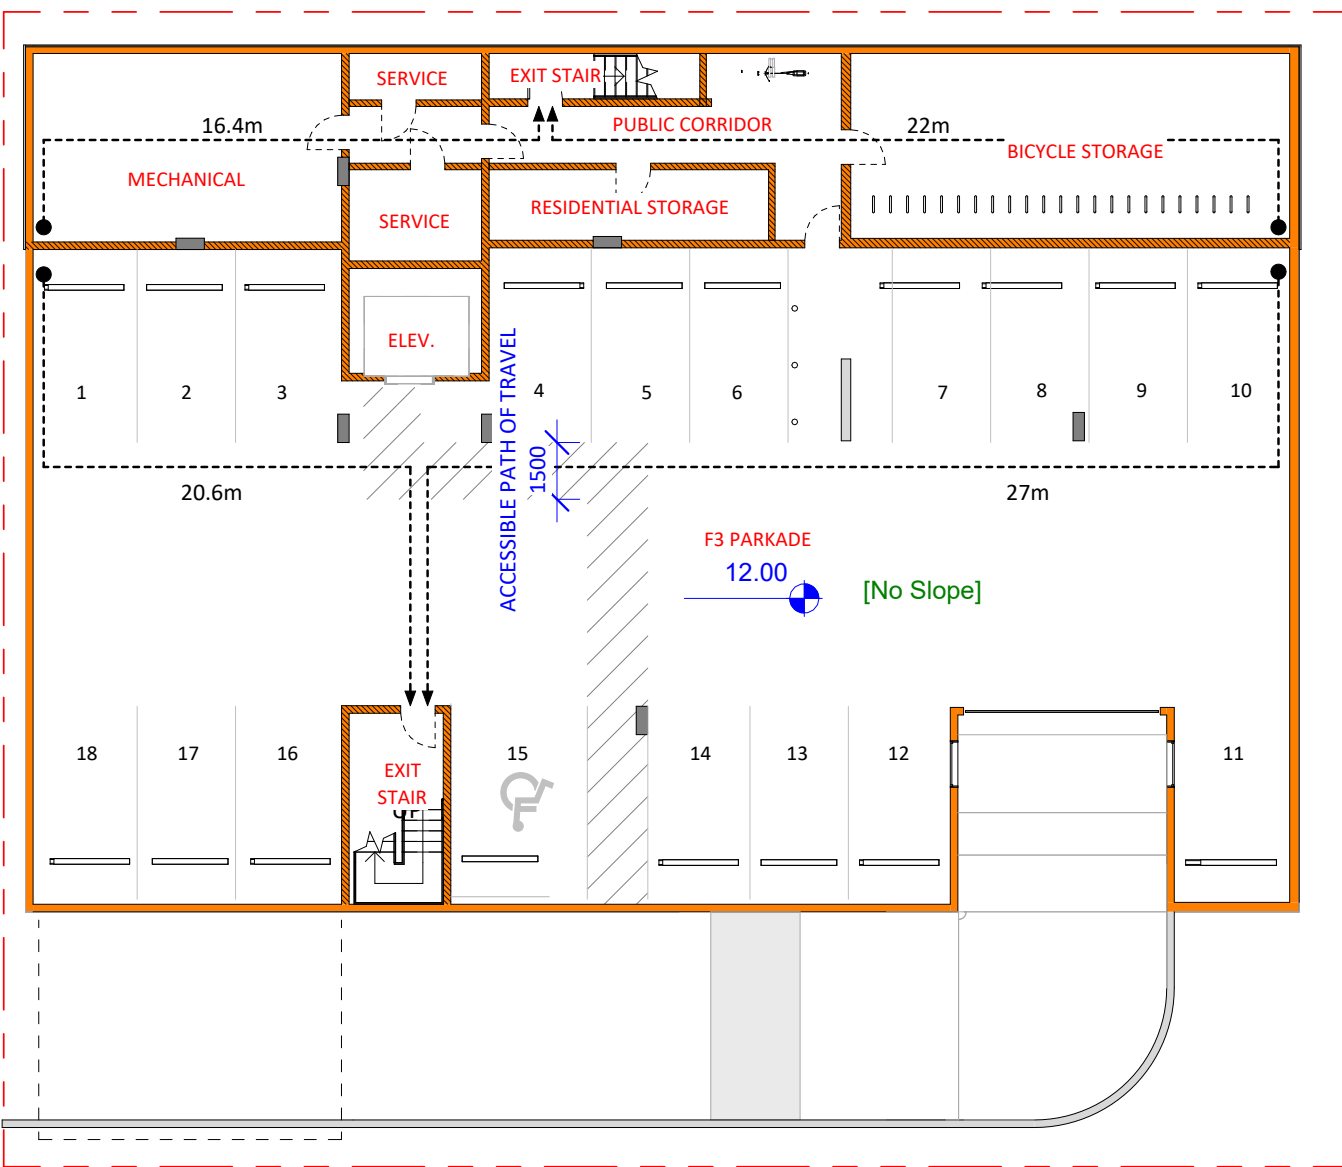 SERVICE
EXIT STAIR
16.4m
PUBLIC CORRIDOR
22m
BICYCLE STORAGE
MECHANICAL
SERVICE
RESIDENTIAL STORAGE
ELEV.
ACCESSIBLE PATH OF TRAVEL
1 2 3 4 5 6 7 8 9 10
1500
20.6m
27m
F3 PARKADE
12.00
[No Slope]
18 17 16 15 14 13 12 11
EXIT
STAIR